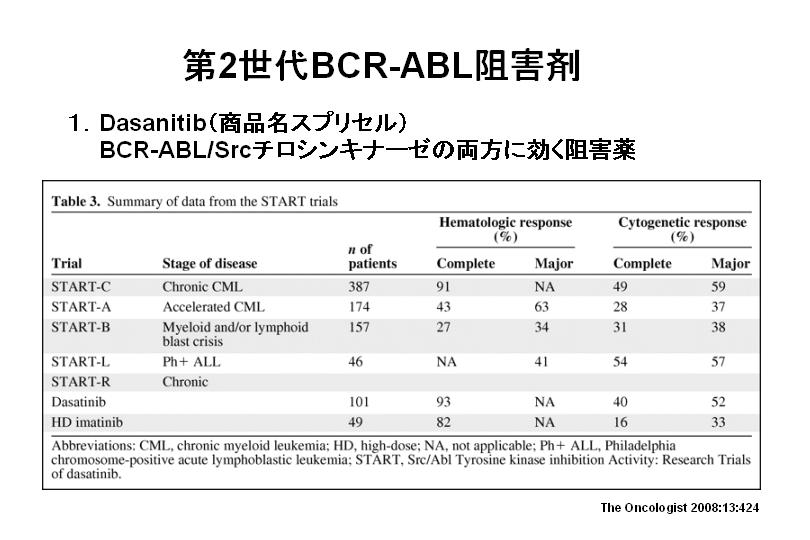 第2世代BCR-ABL阻害剤
１．Dasanitib（商品名スプリセル）
BCR-ABL/Srcチロシンキナーゼの両方に効く阻害薬
Table 3. Summary of data from the START trials
Hematologic response (%) Cytogenetic response (%)
Trial Stage of disease n of patients Complete Major Complete Major
START-C Chronic CML 387 91 NA 49 59
START-A Accelerated CML 174 43 63 28 37
START-B Myeloid and/or lymphoid blast crisis 157 27 34 31 38
START-L Ph+ ALL 46 NA 41 54 57
START-R Chronic
Dasatinib 101 93 NA 40 52
HD imatinib 49 82 NA 16 33
Abbreviations: CML, chronic myeloid leukemia; HD, high-dose; NA, not applicable; Ph+ ALL, Philadelphia
chromosome-positive acute lymphoblastic leukemia; START, Src/Abl Tyrosine kinase inhibition Activity: Research Trials
of dasatinib.
The Oncologist 2008:13:424